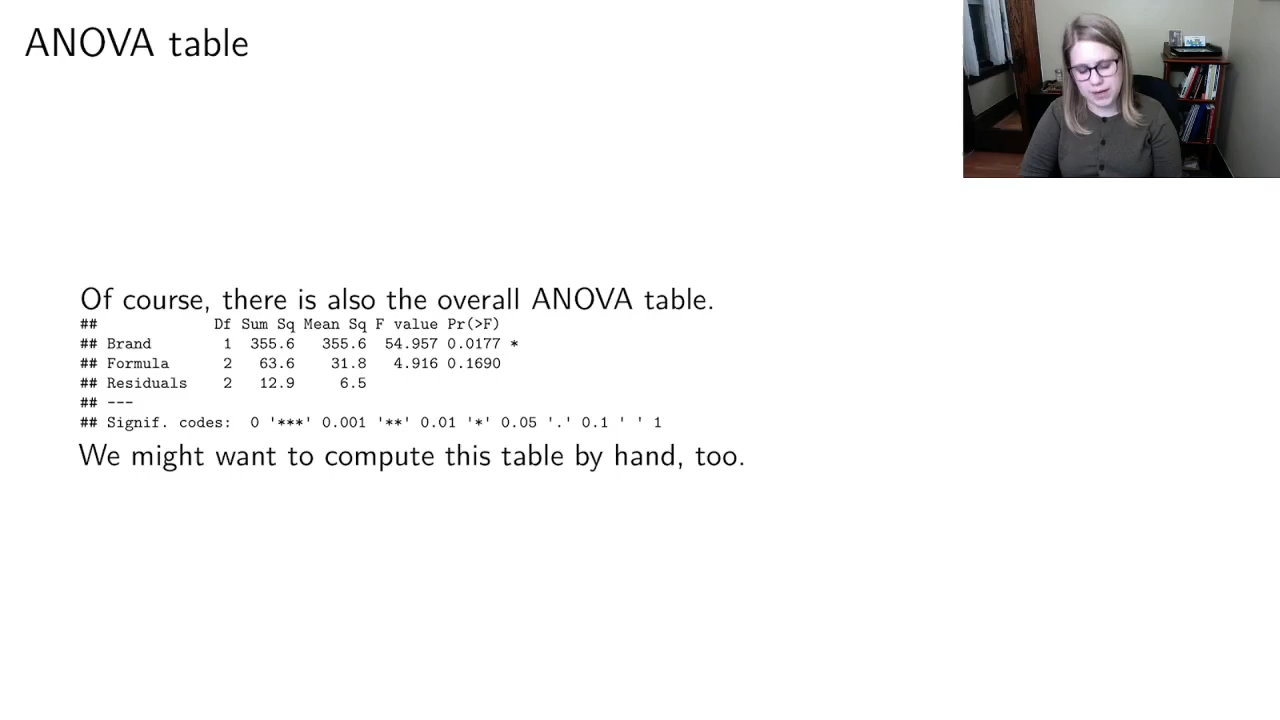 ANOVA table
Of course, there is also the overall ANOVA table.
##             Df Sum Sq Mean Sq F value Pr(>F)
## Brand        1  355.6   355.6  54.957 0.0177 *
## Formula      2   63.6    31.8   4.916 0.1690
## Residuals    2   12.9     6.5
## ---
## Signif. codes:  0 '***' 0.001 '**' 0.01 '*' 0.05 '.' 0.1 ' ' 1
We might want to compute this table by hand, too.